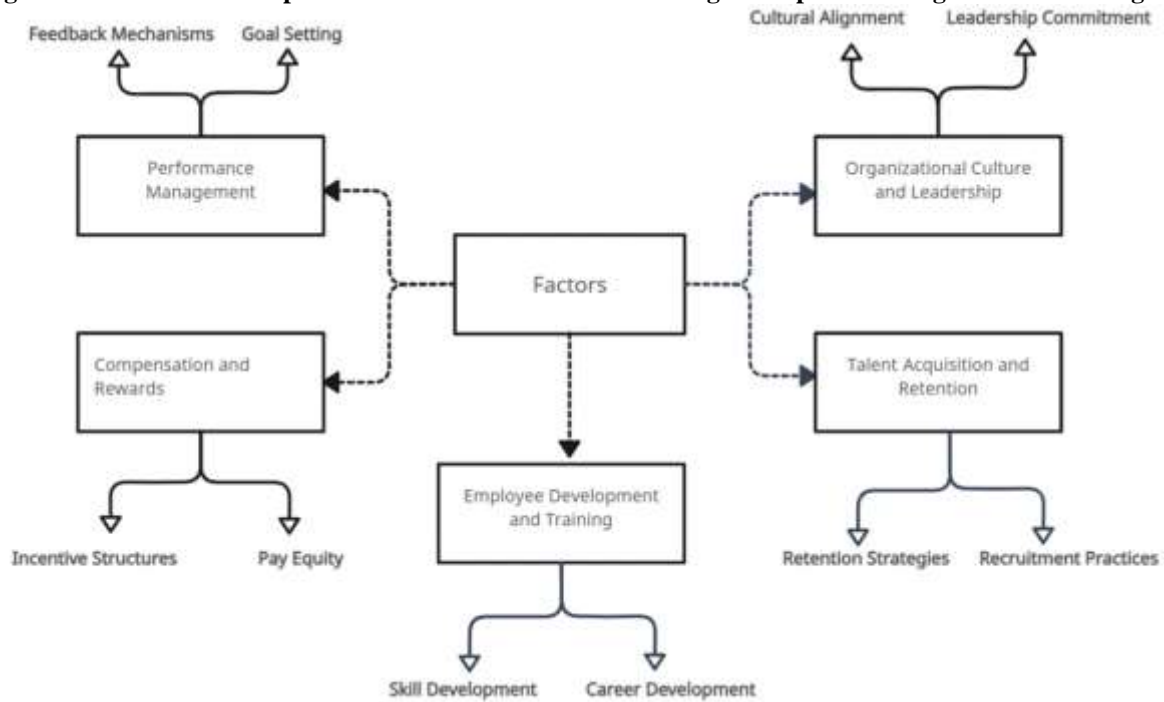 Feedback Mechanisms
Goal Setting
Cultural Alignment
Leadership Commitment
Performance
Management
Organizational Culture
and Leadership
Factors
Compensation and
Rewards
Talent Acquisition and
Retention
Employee Development
and Training
Incentive Structures
Pay Equity
Retention Strategies
Recruitment Practices
Skill Development
Career Development